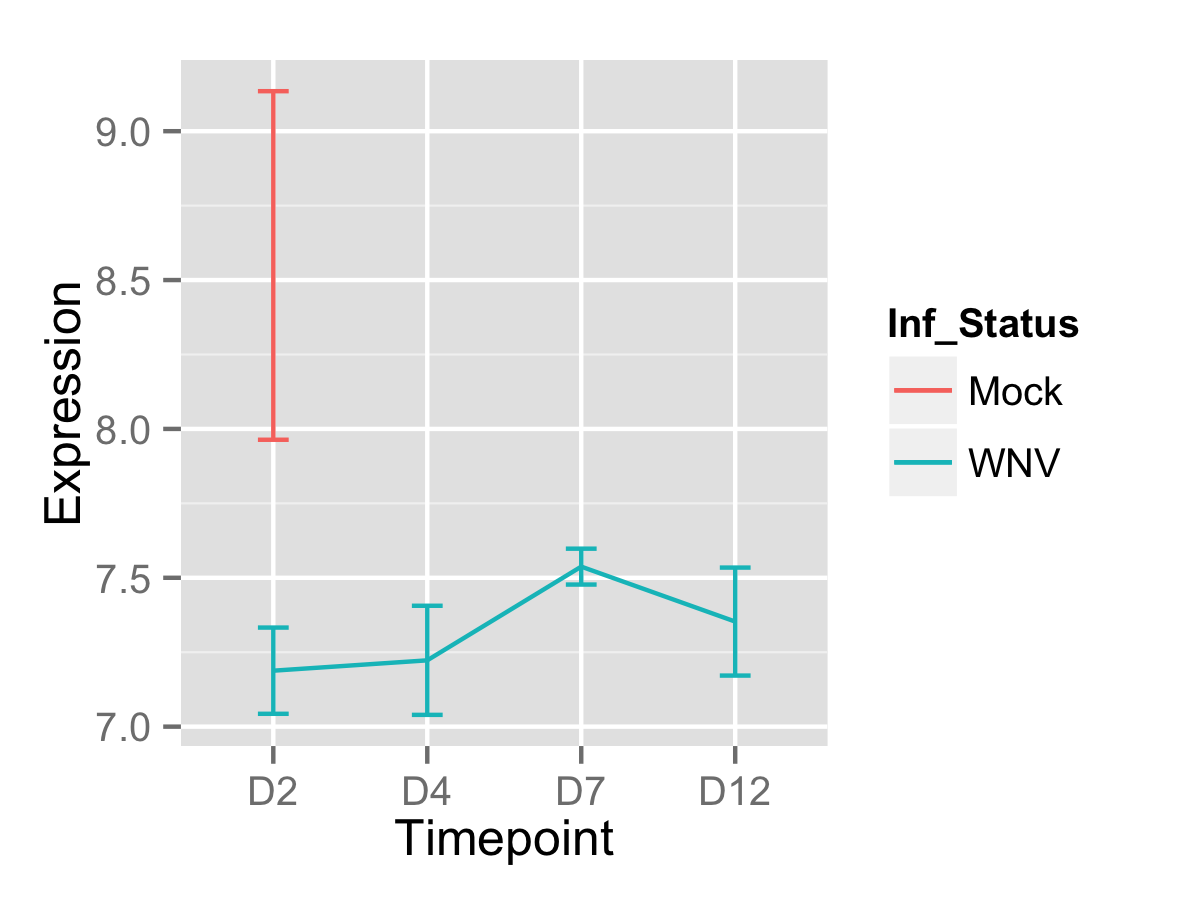 9.0
8.5
8.0
7.5
7.0
Expression
D2 D4 D7 D12
Timepoint
Inf_Status
Mock
WNV